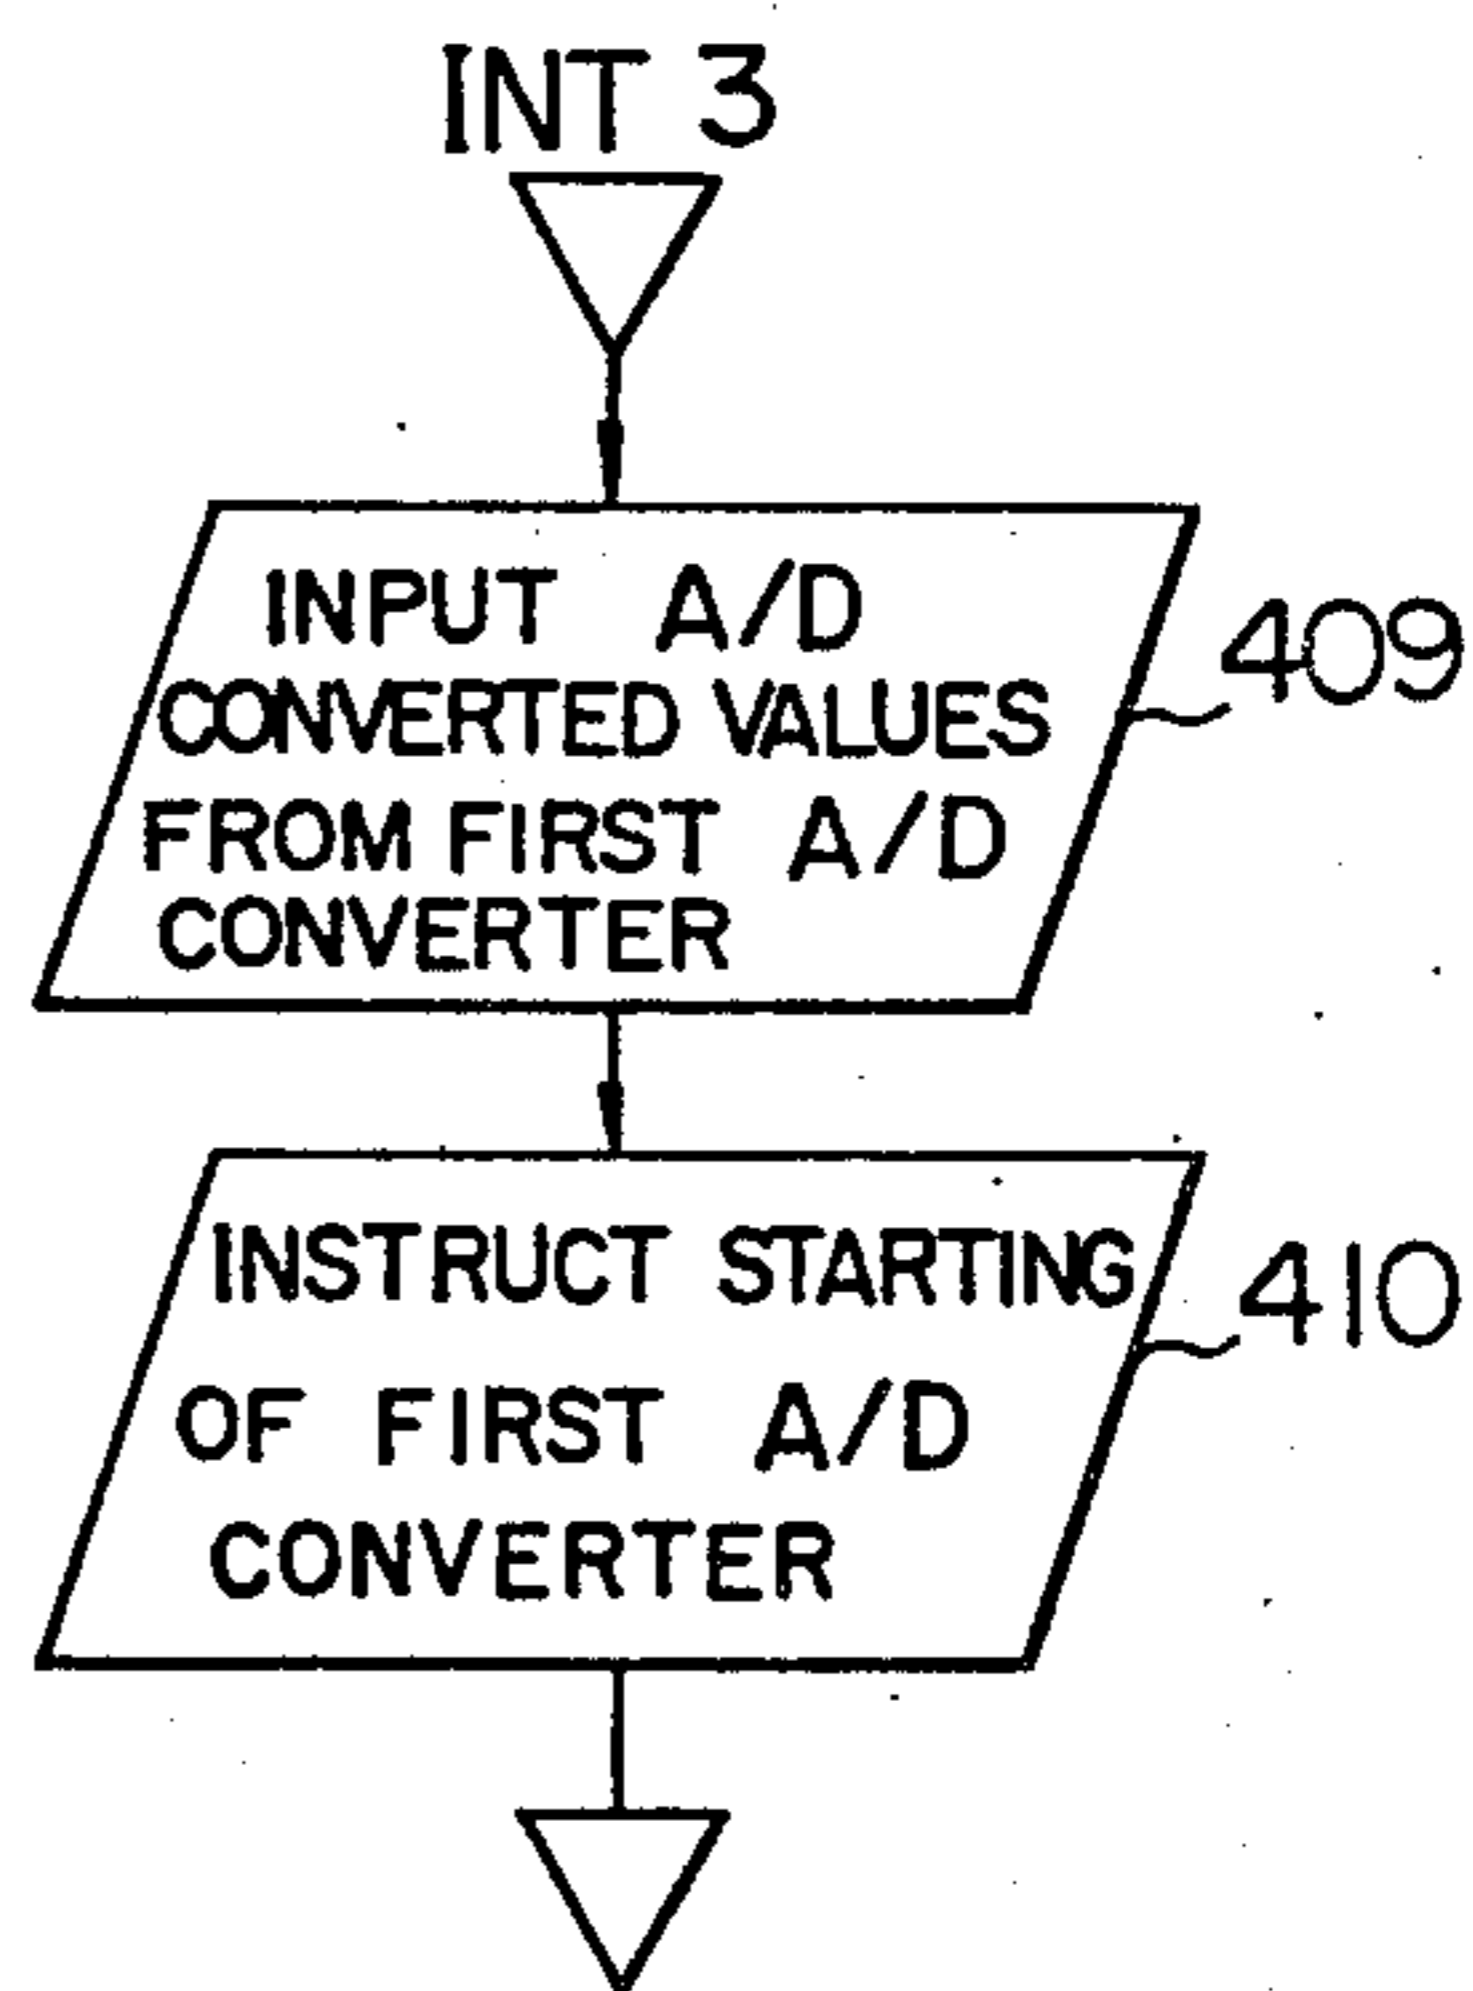 INT 3
INPUT A/D
CONVERTED VALUES
FROM FIRST A/D
CONVERTER
409
INSTRUCT STARTING
OF FIRST A/D
CONVERTER
410